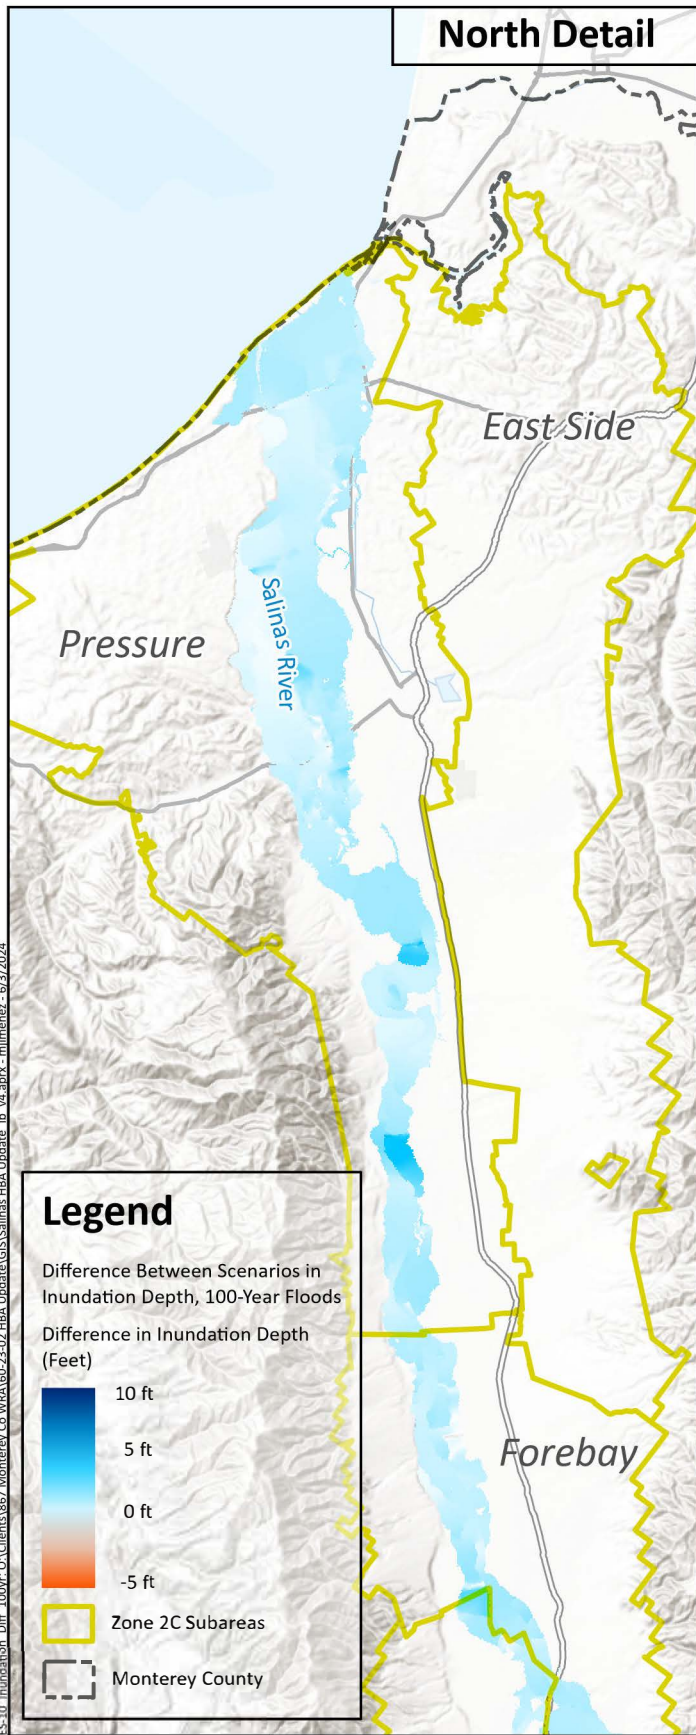 North Detail
East Side
Pressure
Salinas River
Forebay
Legend
Difference Between Scenarios in
Inundation Depth, 100-Year Floods
Difference in Inundation Depth
(Feet)
10 ft
5 ft
0 ft
-5 ft
Zone 2C Subareas
Monterey County